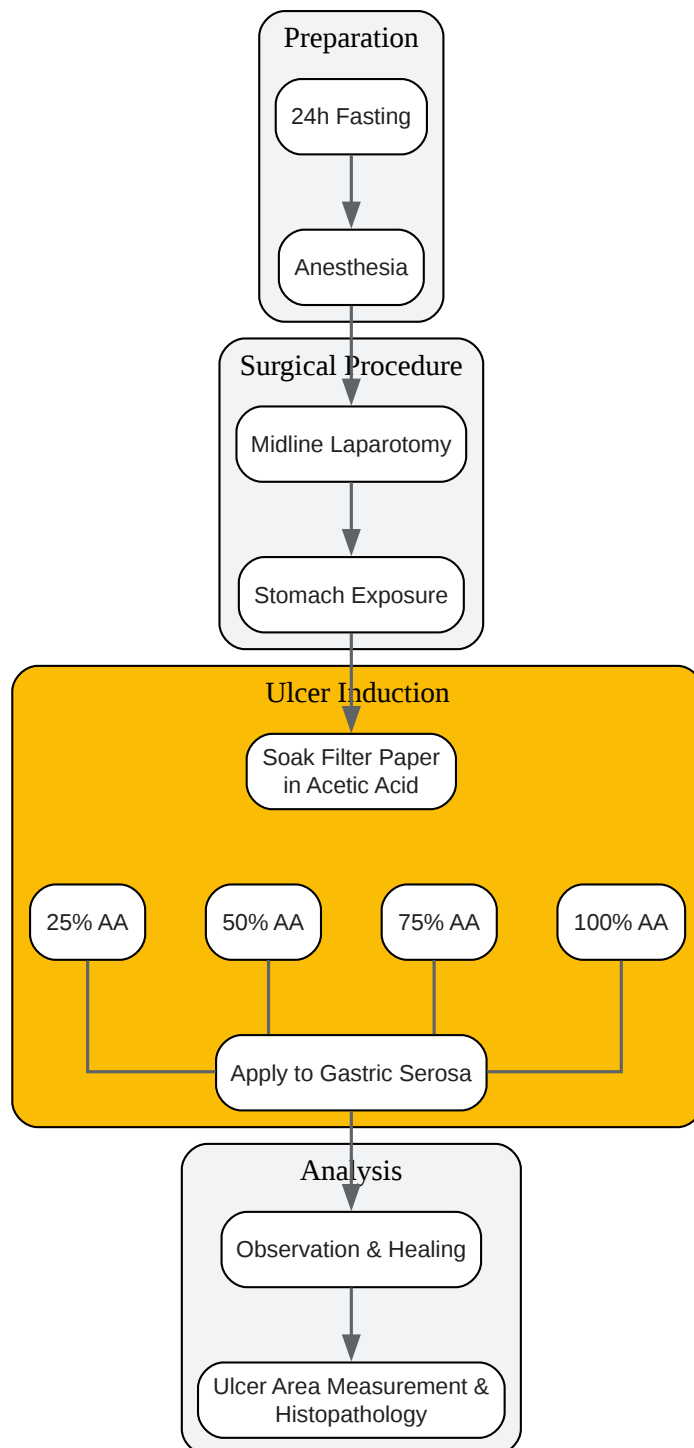 Preparation
24h Fasting
Anesthesia
Surgical Procedure
Midline Laparotomy
Stomach Exposure
Ulcer Induction
Soak Filter Paper
in Acetic Acid
25% AA
50% AA
75% AA
100% AA
Apply to Gastric Serosa
Analysis
Observation & Healing
Ulcer Area Measurement &
Histopathology